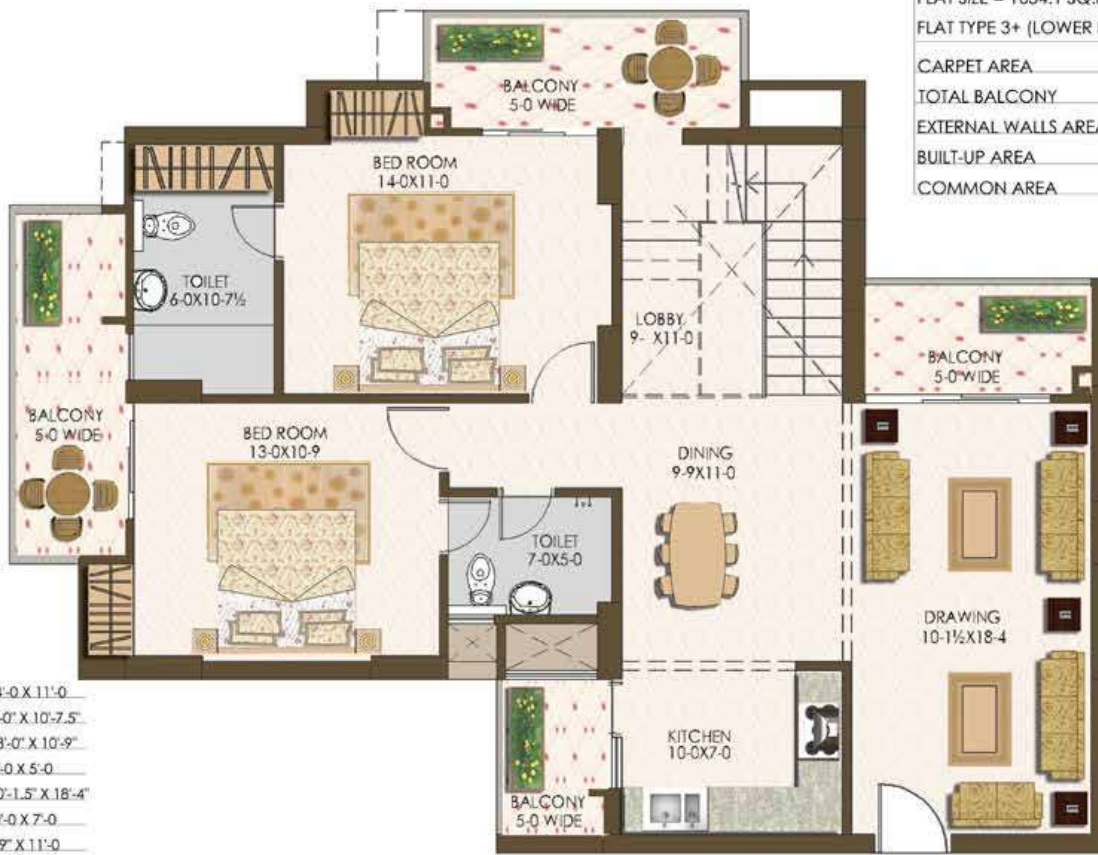 FLAT TYPE 3+ (LOWER
CARPET AREA
TOTAL BALCONY
EXTERNAL WALLS AREA
BUILT-UP AREA
COMMON AREA
BALCONY
5-0 WIDE
BED ROOM
14-0X11-0
TOILET
6-0X10-7½
LOBBY
9- X11-0
BALCONY
5-0 WIDE
BALCONY
5-0 WIDE
BED ROOM
13-0X10-9
DINING
9-9X11-0
TOILET
7-0X5-0
DRAWING
10-1½X18-4
KITCHEN
10-0X7-0
BALCONY
5-0 WIDE
'-0 X 11'-0
-0" X 10'-7.5"
'-0" X 10'-9"
-0 X 5'-0
'-1.5" X 18'-4"
'-0 X 7'-0
9" X 11'-0